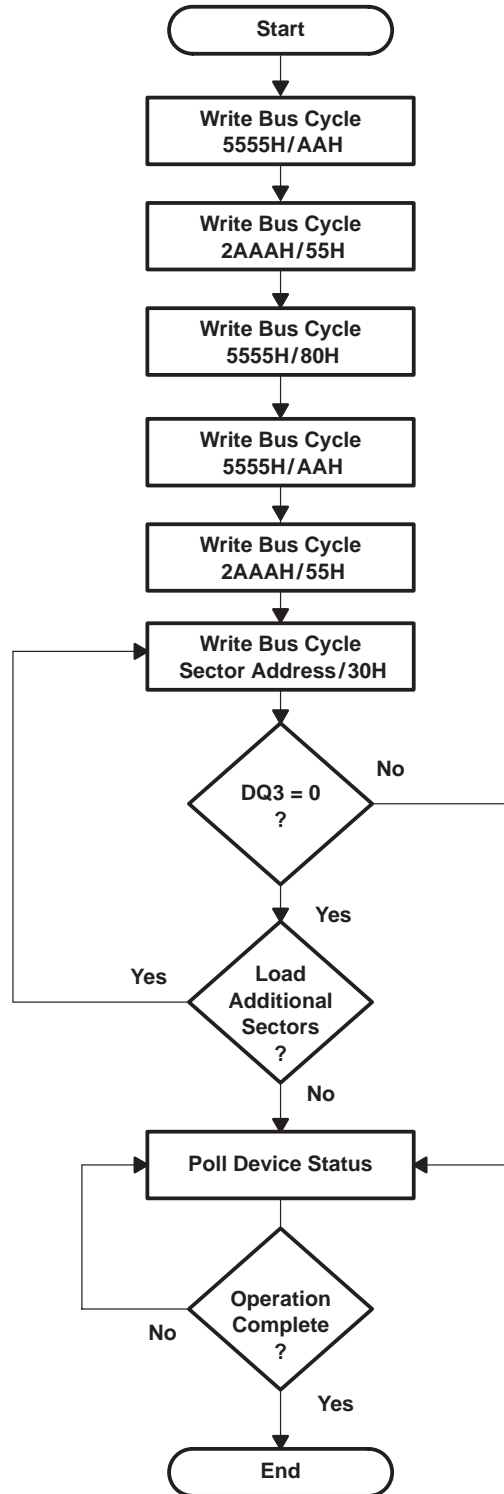 Start
Write Bus Cycle
5555H/AAH
Write Bus Cycle
2AAAH/55H
Write Bus Cycle
5555H/80H
Write Bus Cycle
5555H/AAH
Write Bus Cycle
2AAAH/55H
Write Bus Cycle
Sector Address/30H
No
DQ3 = 0
?
Yes
Yes
Load
Additional
Sectors
?
No
Poll Device Status
Operation
Complete
?
No
Yes
End